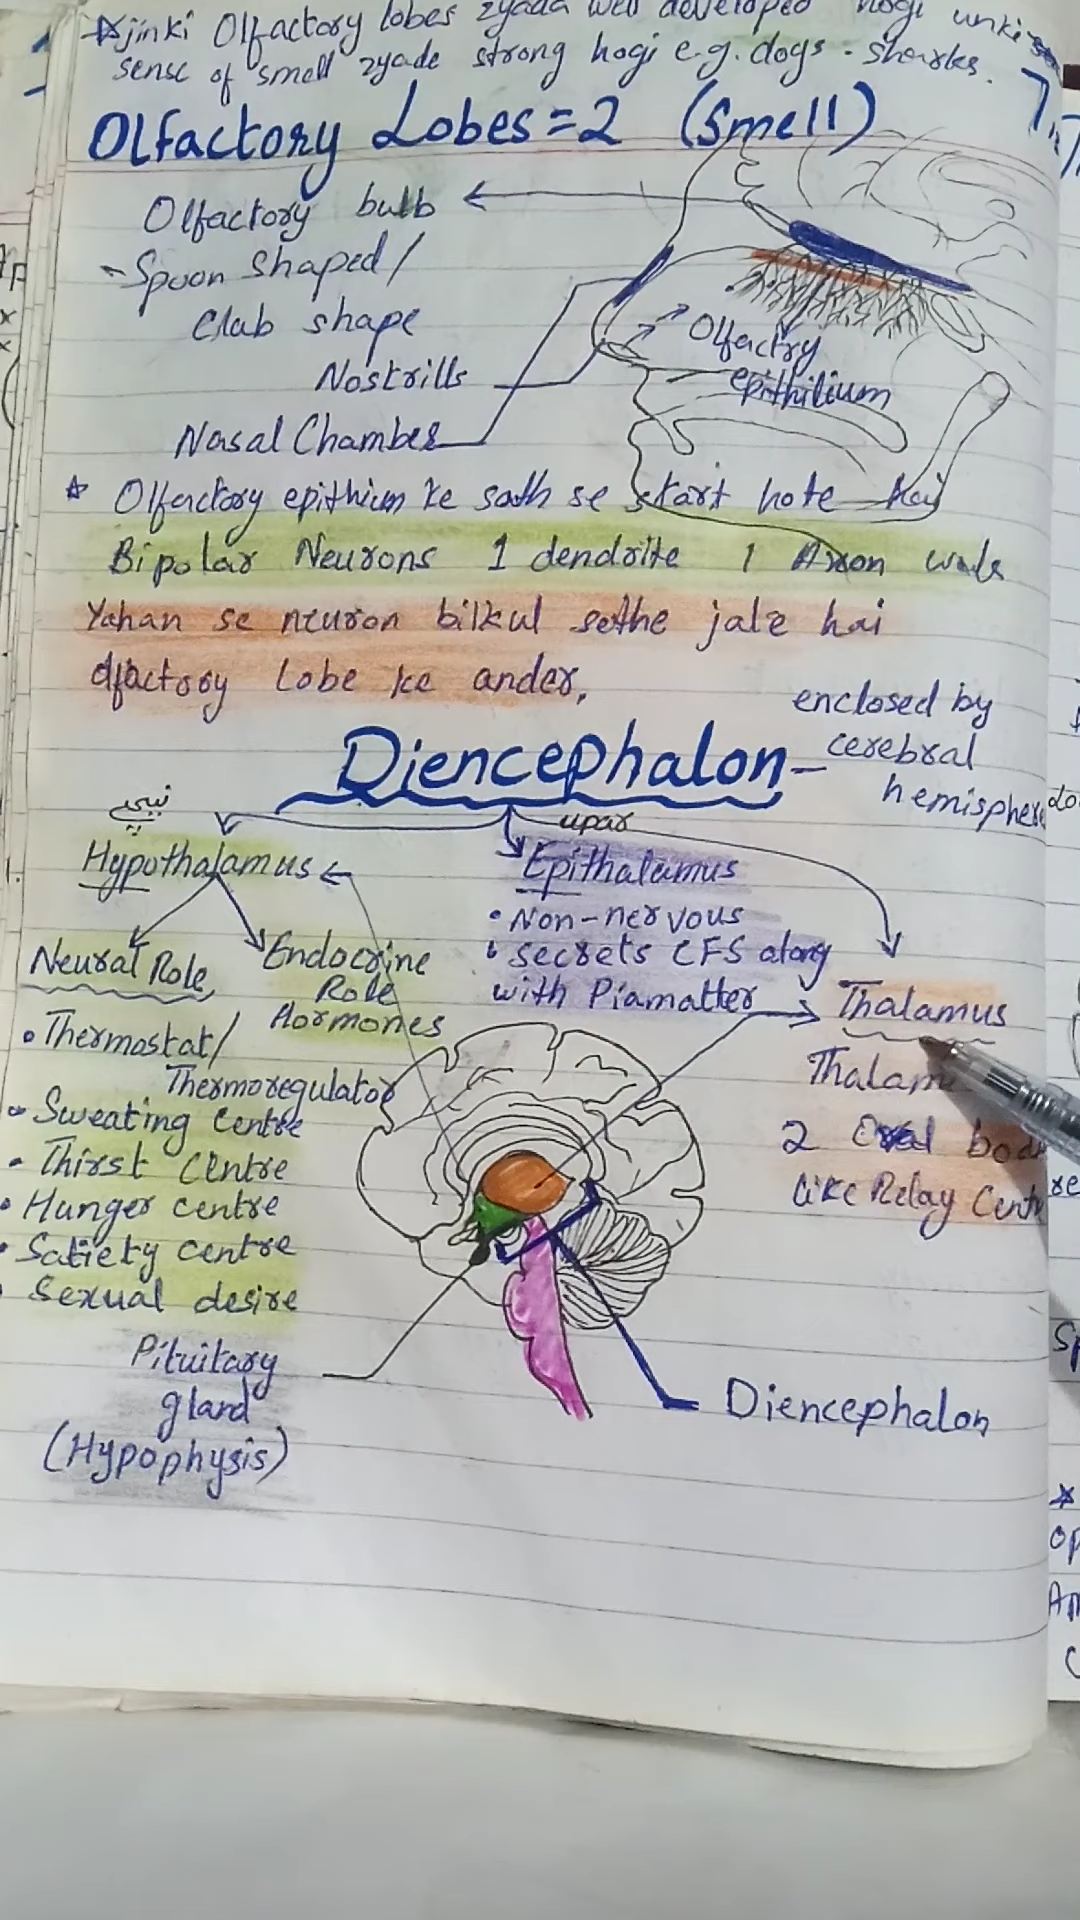 jinki Olfactory lobes zyada well developed hogi unki
sense of smell zyade strong hogi e.g. dogs - sharks.
Olfactory Lobes=2 (Smell)
Olfactory bulb
- Spoon shaped /
Club shape
Nostrills
Nasal Chamber
Olfactry
epithilium
Olfactory epithium ke sath se start hote hai
Bipolar Neurons 1 dendrite 1 Axon wale
Yahan se neuron bilkul sethe jate hai
olfactory Lobe ke ander,
Diencephalon -
enclosed by
cerebral
hemisphere
upar
Hypothalamus
Neural Role
• Thermostat/
Thermoregulator
• Sweating Centre
• Thirst Centre
• Hunger centre
• Satiety centre
Sexual desire
Endocrine
Role
Hormones
Epithalamus
• Non-nervous
• Secrets CFS along
with Piamatter
Thalamus
Thalam
2 Oval bod
like Relay Cent
Pituitary
gland
(Hypophysis)
Diencephalon